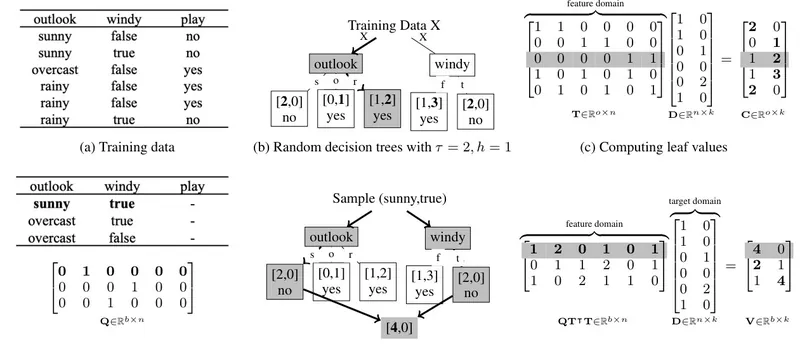 outlook windy play
sunny false no
sunny true no
overcast false yes
rainy false yes
rainy false yes
rainy true no
(a) Training data
Training Data X
X X
outlook windy
s o r f t
[2,0] [0,1] [1,2] [1,3] [2,0]
no yes yes yes no
(b) Random decision trees with τ = 2, h = 1
feature domain
1 1 0 0 0 0 1 0 2 0
0 0 1 1 0 0 1 0 0 1
0 0 0 0 1 1 0 1 = 1 2
1 0 1 0 1 0 0 0 1 3
0 1 0 1 0 1 0 2 2 0
1 0
T∈ℝo×n D∈ℝn×k C∈ℝo×k
(c) Computing leaf values
outlook windy play
sunny true -
overcast true -
overcast false -
0 1 0 0 0 0
0 0 0 1 0 0
0 0 1 0 0 0
Q∈ℝb×n
Sample (sunny,true)
outlook windy
s o r f t
[2,0] [0,1] [1,2] [1,3] [2,0]
no yes yes yes no
[4,0]
target domain
feature domain
1 0
1 2 0 1 0 1 1 0 4 0
0 1 1 2 0 1 0 1 = 2 1
1 0 2 1 1 0 0 0 1 4
0 2
1 0
QT⊺T∈ℝb×n D∈ℝn×k V∈ℝb×k